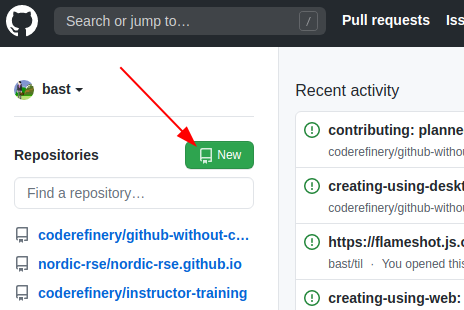 Search or jump to… /
Pull requests
bast
Recent activity
Repositories
New
Find a repository…
coderefinery/github-without-c…
nordic-rse/nordic-rse.github.io
coderefinery/instructor-training
contributing: planne
coderefinery/github-withou
creating-using-deskt
coderefinery/github-withou
https://flameshot.js.
bast/til · You opened this
creating-using-web: